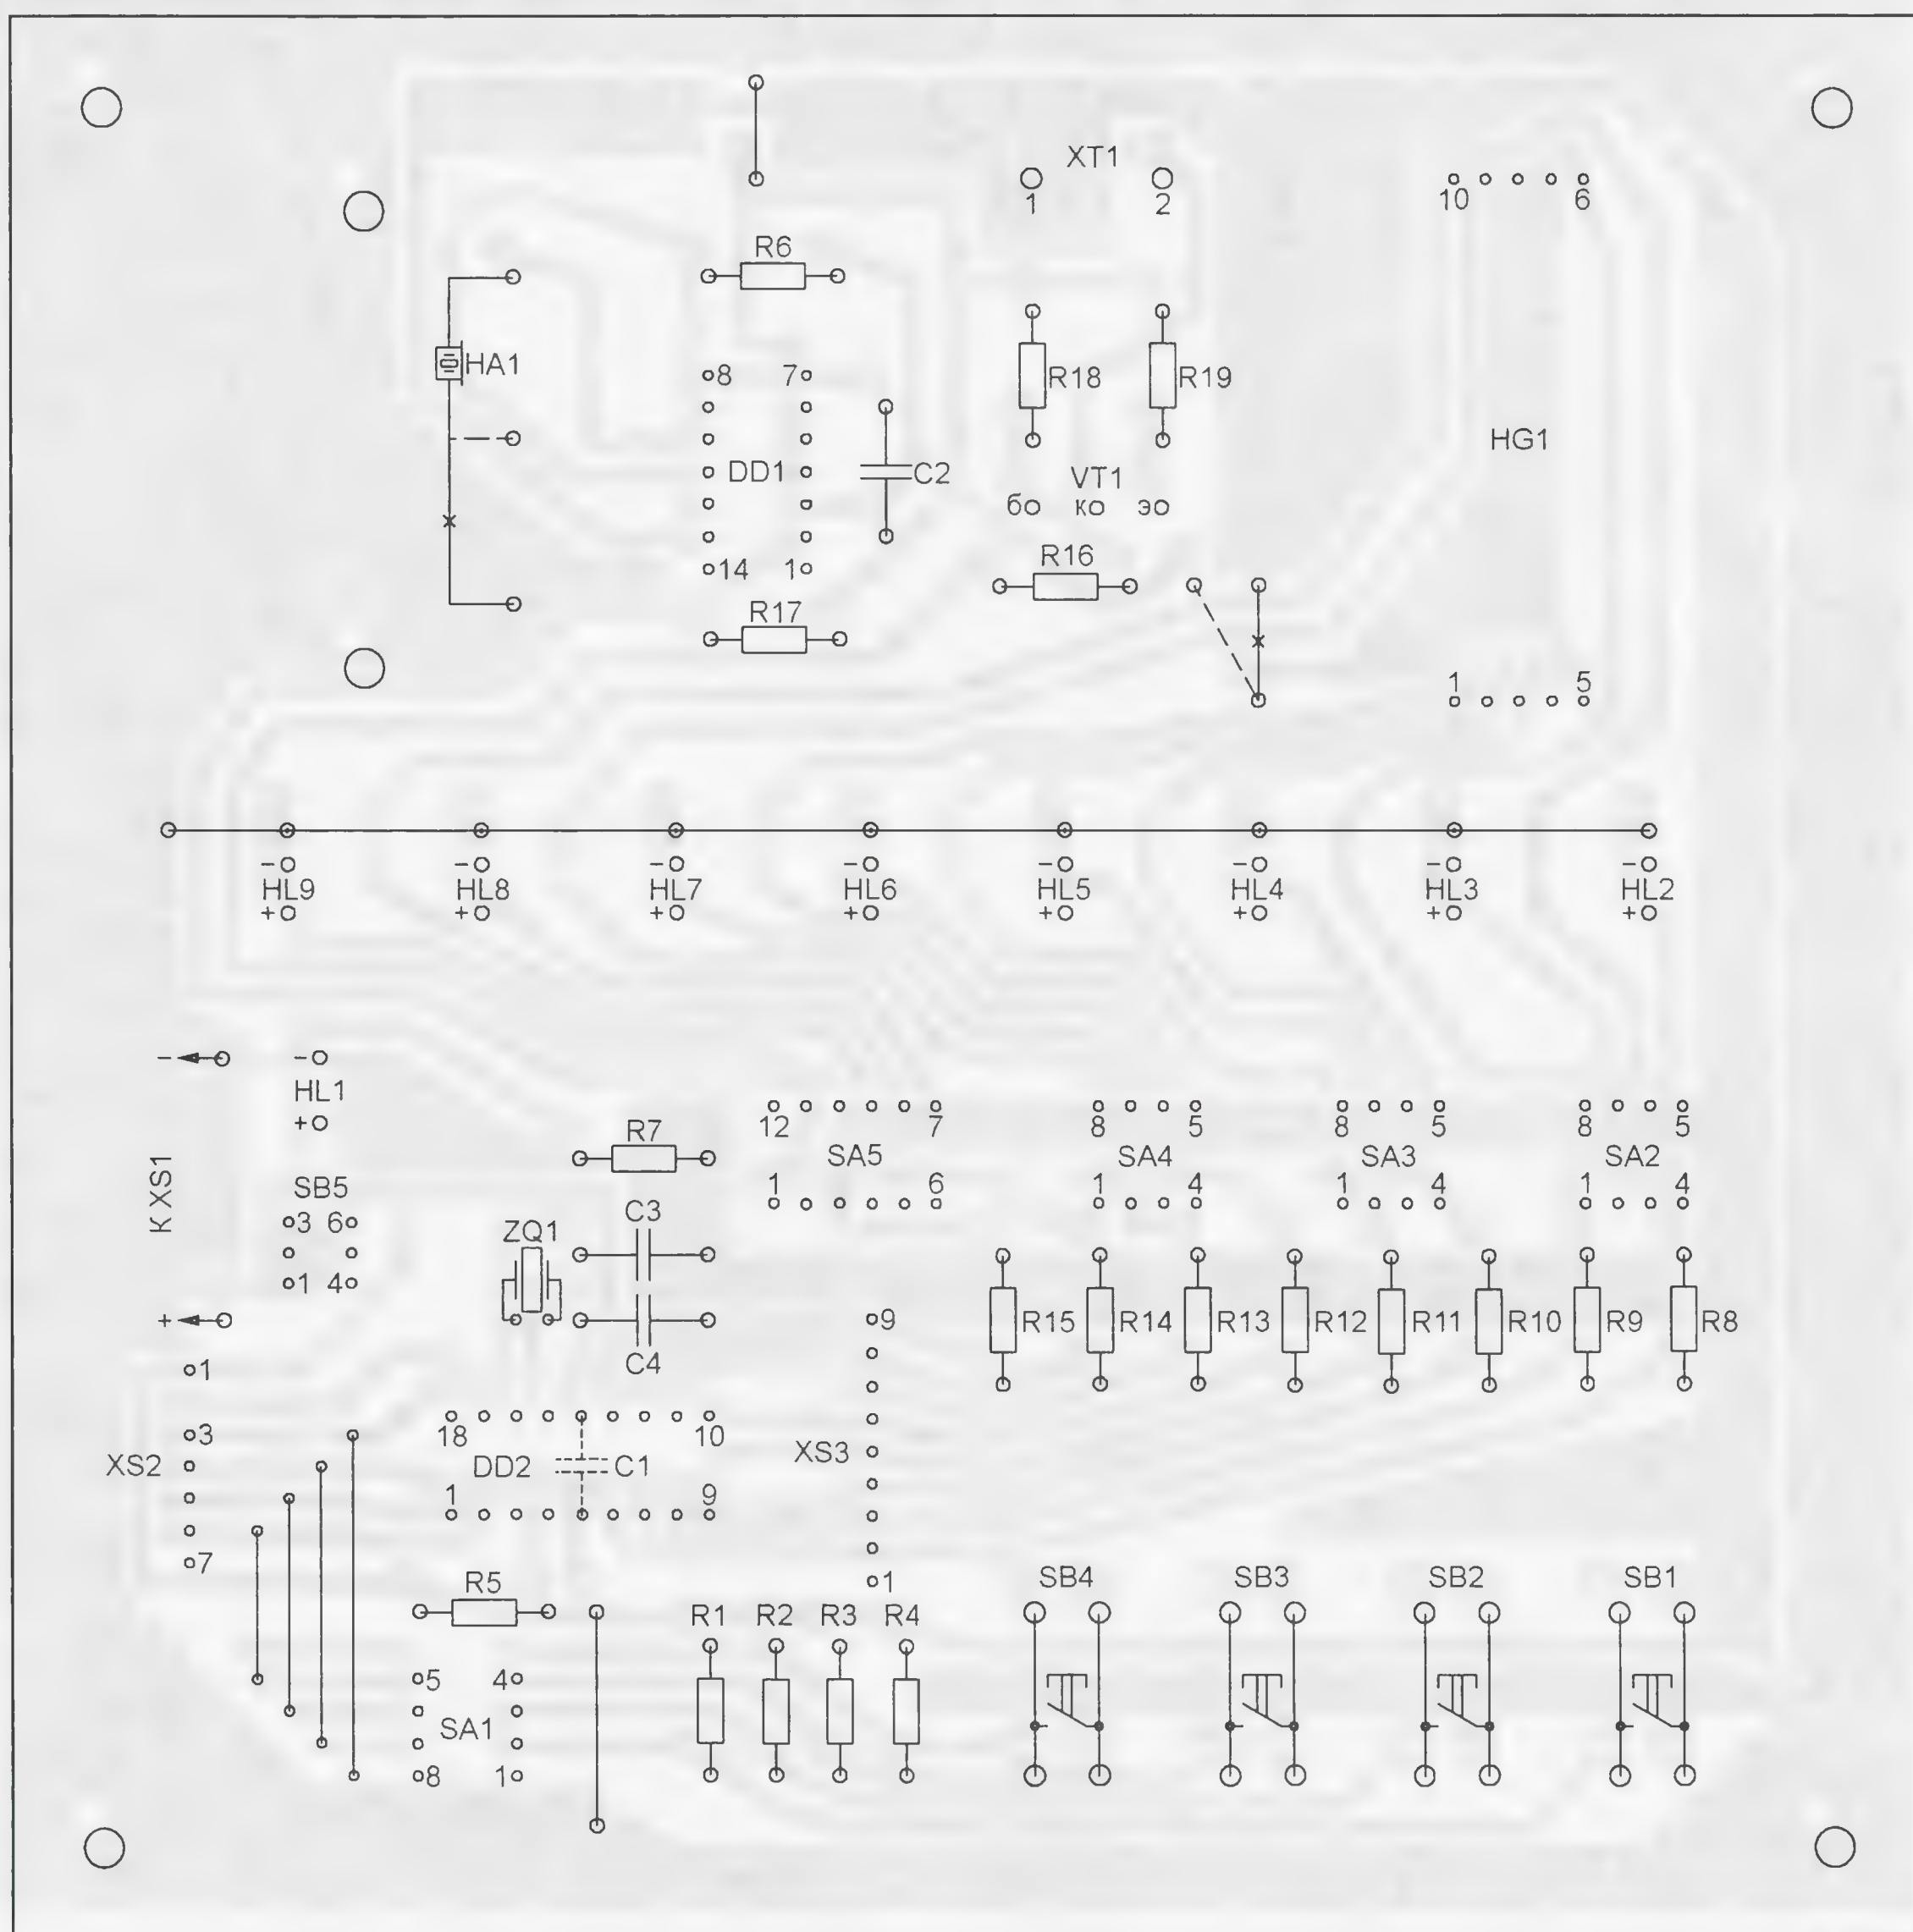 XT1
1 2
10 6
R6
HA1
8 7
R18 R19
HG1
DD1 C2
VT1
б к э
14 1
R16
R17
1 5
- - - - - - - -
HL9 HL8 HL7 HL6 HL5 HL4 HL3 HL2
+ + + + + + + +
- -
HL1
+
12 7 8 5 8 5 8 5
R7
SA5 SA4 SA3 SA2
К XS1
SB5
1 6 1 4 1 4 1 4
3 6
C3
ZQ1
1 4
+
9
R15 R14 R13 R12 R11 R10 R9 R8
C4
1
3
18 10
XS2
DD2 C1
XS3
1 9
7
R5
1
SB4 SB3 SB2 SB1
R1 R2 R3 R4
5 4
SA1
8 1